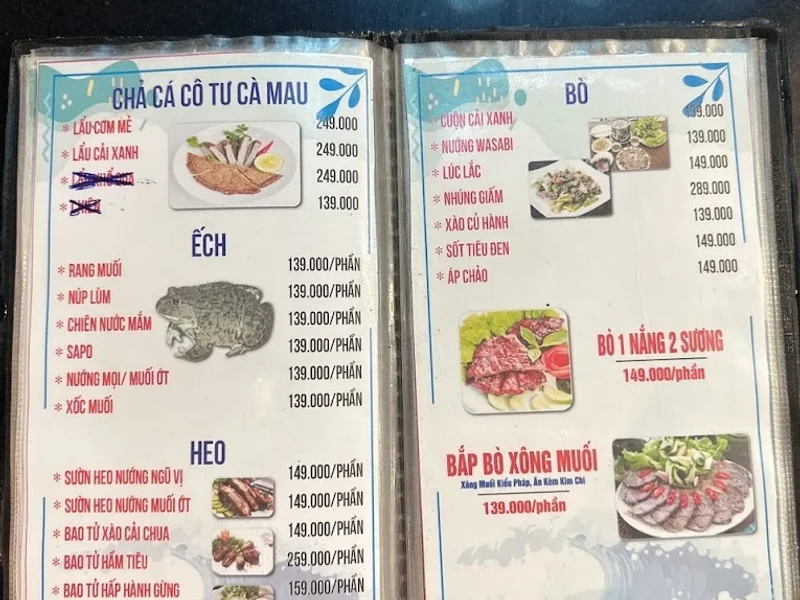 CHẢ CÁ CÔ TƯ CÀ MAU
* LẨU CƠM MẺ 249.000
* LẨU CẢI XANH 249.000
* 249.000
* CHIÊN 139.000
ẾCH
* RANG MUỐI 139.000/PHẦN
* NÚP LÙM 139.000/PHẦN
* CHIÊN NƯỚC MẮM 139.000/PHẦN
* SAPO 139.000/PHẦN
* NƯỚNG MỌI/ MUỐI ỚT 139.000/PHẦN
* XỐC MUỐI 139.000/PHẦN
HEO
* SƯỜN HEO NƯỚNG NGŨ VỊ 149.000/PHẦN
* SƯỜN HEO NƯỚNG MUỐI ỚT 149.000/PHẦN
* BAO TỬ XÀO CẢI CHUA 149.000/PHẦN
* BAO TỬ HẦM TIÊU 259.000/PHẦN
* BAO TỬ HẤP HÀNH GỪNG 159.000/PHẦN
BÒ
* CUỘN CẢI XANH 139.000
* NƯỚNG WASABI 139.000
* LÚC LẮC 149.000
* NHÚNG GIẤM 289.000
* XÀO CỦ HÀNH 139.000
* SỐT TIÊU ĐEN 149.000
* ÁP CHẢO 149.000
BÒ 1 NẮNG 2 SƯƠNG
149.000/phần
BẮP BÒ XÔNG MUỐI
Xông Muối Kiểu Pháp, Ăn Kèm Kim Chi
139.000/phần